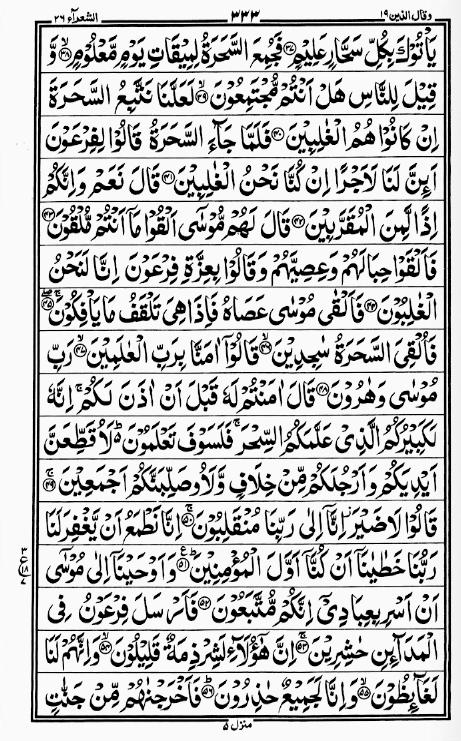 وقال الذين ١٩ ٣٣٣ الشعرآء ٢٦
يَاْتُوْكَ بِكُلِّ سَحَّارٍ عَلِيْمٍ ﴿٣٧﴾ فَجُمِعَ السَّحَرَةُ لِمِيْقَاتِ يَوْمٍ مَّعْلُوْمٍ ﴿٣٨﴾ وَّ
قِيْلَ لِلنَّاسِ هَلْ اَنْتُمْ مُّجْتَمِعُوْنَ ﴿٣٩﴾ لَعَلَّنَا نَتَّبِعُ السَّحَرَةَ
اِنْ كَانُوْا هُمُ الْغٰلِبِيْنَ ﴿٤٠﴾ فَلَمَّا جَآءَ السَّحَرَةُ قَالُوْا لِفِرْعَوْنَ
اَئِنَّ لَنَا لَاَجْرًا اِنْ كُنَّا نَحْنُ الْغٰلِبِيْنَ ﴿٤١﴾ قَالَ نَعَمْ وَاِنَّكُمْ
اِذًا لَّمِنَ الْمُقَرَّبِيْنَ ﴿٤٢﴾ قَالَ لَهُمْ مُّوْسٰٓى اَلْقُوْا مَاۤ اَنْتُمْ مُّلْقُوْنَ ﴿٤٣﴾
فَاَلْقَوْا حِبَالَهُمْ وَعِصِيَّهُمْ وَقَالُوْا بِعِزَّةِ فِرْعَوْنَ اِنَّا لَنَحْنُ
الْغٰلِبُوْنَ ﴿٤٤﴾ فَاَلْقٰى مُوْسٰى عَصَاهُ فَاِذَا هِيَ تَلْقَفُ مَا يَاْفِكُوْنَ ﴿٤٥﴾
فَاُلْقِيَ السَّحَرَةُ سٰجِدِيْنَ ﴿٤٦﴾ قَالُوْۤا اٰمَنَّا بِرَبِّ الْعٰلَمِيْنَ ﴿٤٧﴾ رَبِّ
مُوْسٰى وَهٰرُوْنَ ﴿٤٨﴾ قَالَ اٰمَنْتُمْ لَهٗ قَبْلَ اَنْ اٰذَنَ لَكُمْ ۚ اِنَّهٗ
لَكَبِيْرُكُمُ الَّذِيْ عَلَّمَكُمُ السِّحْرَ ۚ فَلَسَوْفَ تَعْلَمُوْنَ ؕ لَاُقَطِّعَنَّ
اَيْدِيَكُمْ وَاَرْجُلَكُمْ مِّنْ خِلَافٍ وَّلَاُوصَلِّبَنَّكُمْ اَجْمَعِيْنَ ﴿٤٩﴾
قَالُوْا لَا ضَيْرَ ؗ اِنَّاۤ اِلٰى رَبِّنَا مُنْقَلِبُوْنَ ﴿٥٠﴾ اِنَّا نَطْمَعُ اَنْ يَّغْفِرَ لَنَا
رَبُّنَا خَطٰيٰنَاۤ اَنْ كُنَّاۤ اَوَّلَ الْمُؤْمِنِيْنَ ﴿٥١﴾ وَاَوْحَيْنَاۤ اِلٰى مُوْسٰٓى
اَنْ اَسْرِ بِعِبَادِيْۤ اِنَّكُمْ مُّتَّبَعُوْنَ ﴿٥٢﴾ فَاَرْسَلَ فِرْعَوْنُ فِى
الْمَدَآئِنِ حٰشِرِيْنَ ﴿٥٣﴾ اِنَّ هٰٓؤُلَآءِ لَشِرْذِمَةٌ قَلِيْلُوْنَ ﴿٥٤﴾ وَاِنَّهُمْ لَنَا
لَغَآئِظُوْنَ ﴿٥٥﴾ وَاِنَّا لَجَمِيْعٌ حٰذِرُوْنَ ﴿٥٦﴾ فَاَخْرَجْنٰهُمْ مِّنْ جَنّٰتٍ
منزل ٥